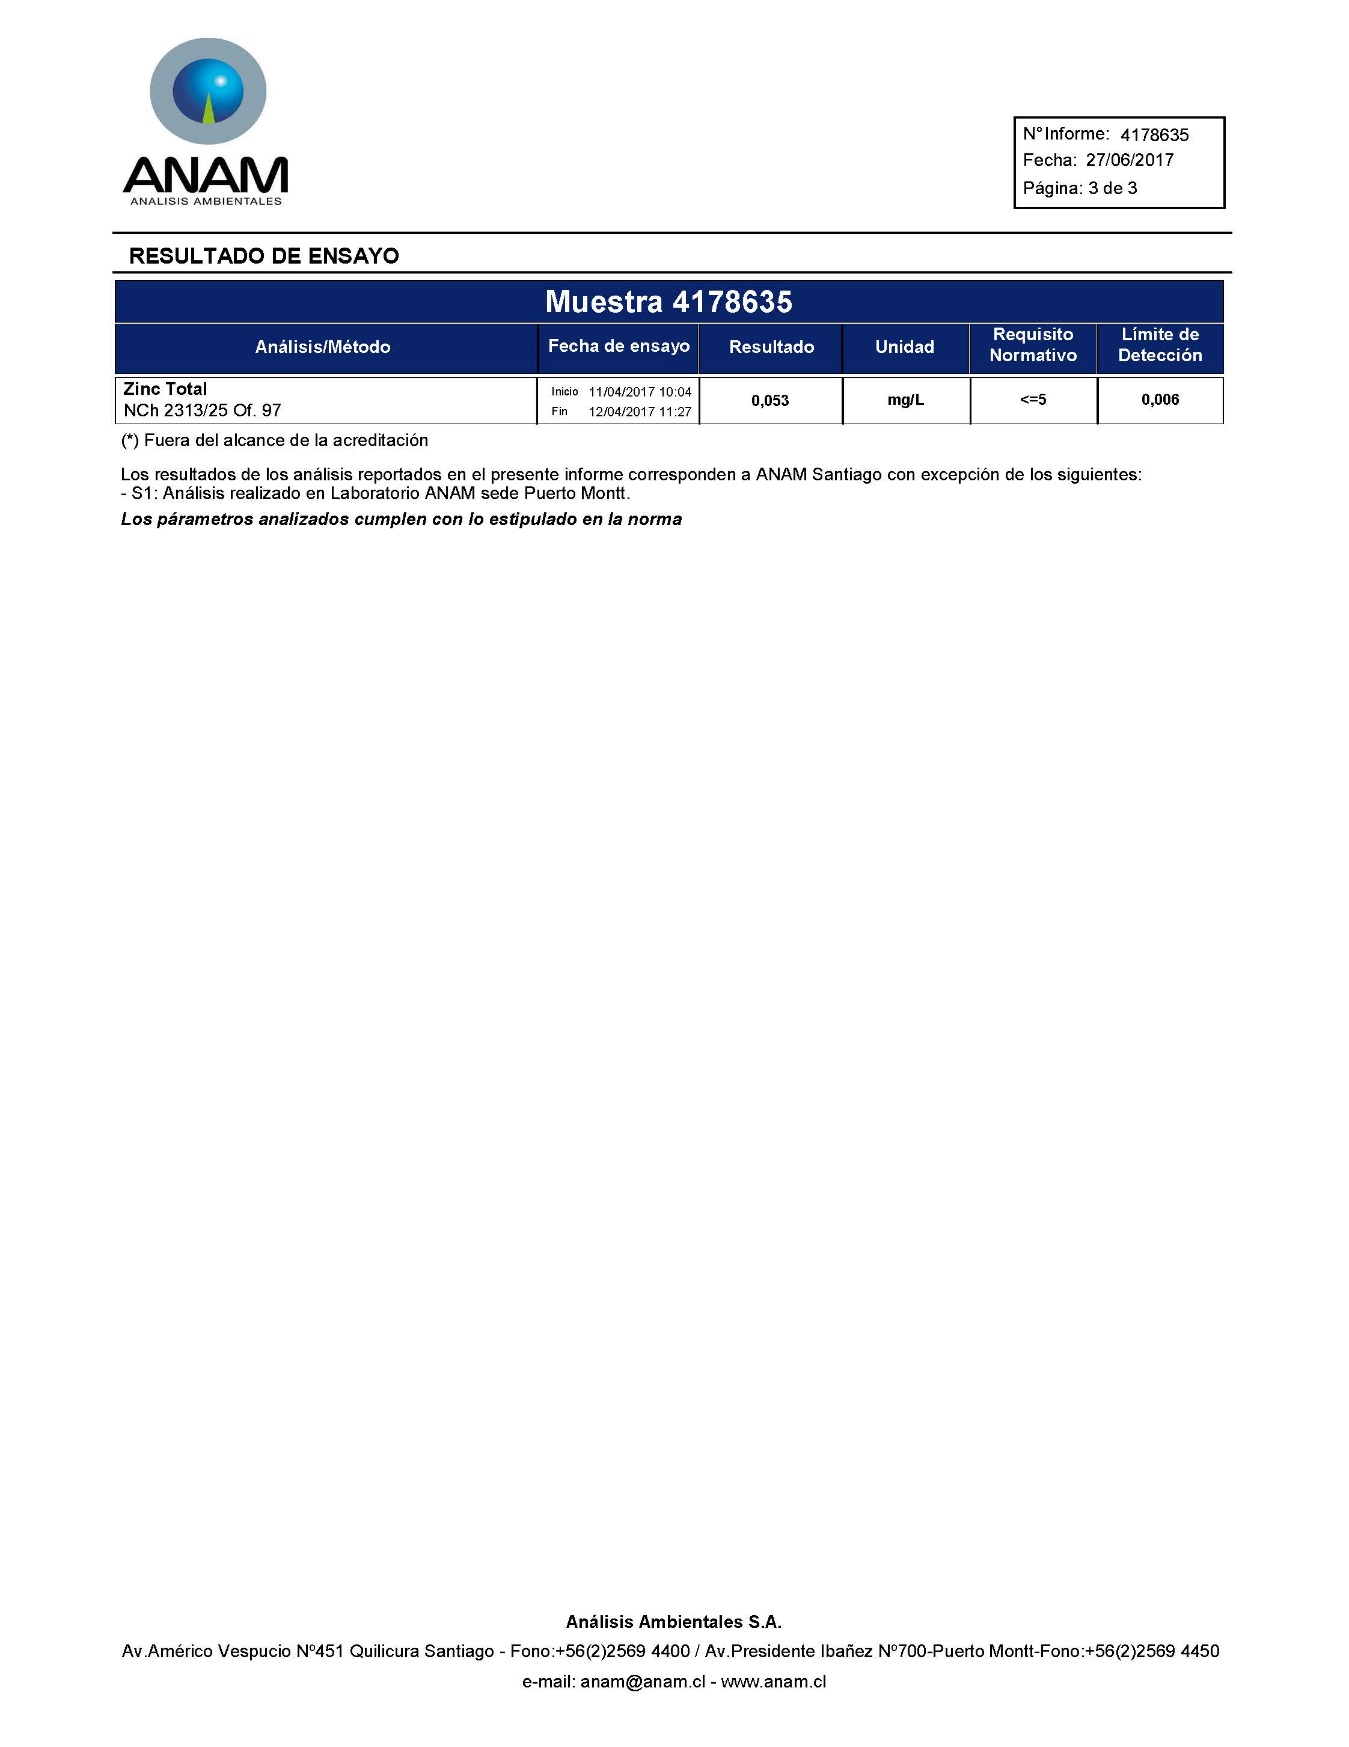 ANAM
ANALISIS AMBIENTALES
N°Informe: 4178635
Fecha: 27/06/2017
Página: 3 de 3
RESULTADO DE ENSAYO
Muestra 4178635
Análisis/Método Fecha de ensayo Resultado Unidad Requisito Normativo Límite de Detección
Zinc Total
NCh 2313/25 Of. 97
Inicio 11/04/2017 10:04
Fin 12/04/2017 11:27
0,053 mg/L <=5 0,006
(*) Fuera del alcance de la acreditación
Los resultados de los análisis reportados en el presente informe corresponden a ANAM Santiago con excepción de los siguientes:
- S1: Análisis realizado en Laboratorio ANAM sede Puerto Montt.
Los párametros analizados cumplen con lo estipulado en la norma
Análisis Ambientales S.A.
Av.Américo Vespucio Nº451 Quilicura Santiago - Fono:+56(2)2569 4400 / Av.Presidente Ibañez Nº700-Puerto Montt-Fono:+56(2)2569 4450
e-mail: anam@anam.cl - www.anam.cl